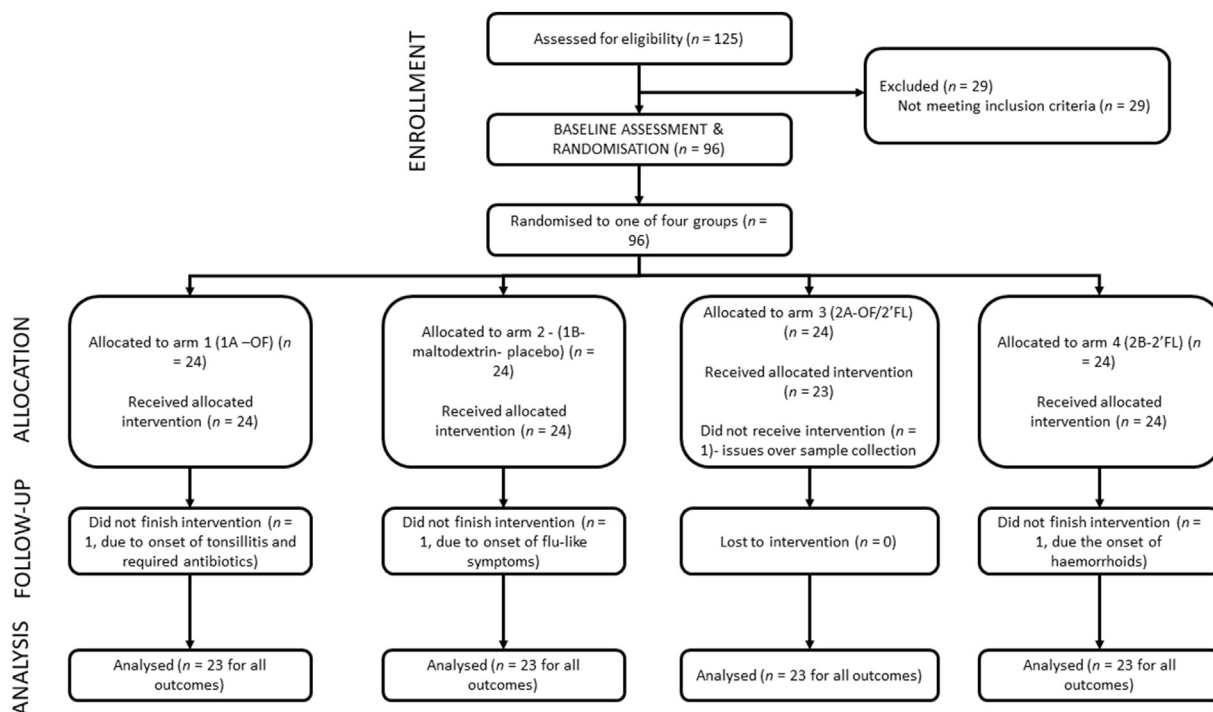 Assessed for eligibility (n = 125)
Excluded (n = 29)
Not meeting inclusion criteria (n = 29)
ENROLLMENT
BASELINE ASSESSMENT &
RANDOMISATION (n = 96)
Randomised to one of four groups (n =
96)
ALLOCATION
Allocated to arm 1 (1A –OF) (n
= 24)
Received allocated
intervention (n = 24)
Allocated to arm 2 - (1B-
maltodextrin- placebo) (n =
24)
Received allocated
intervention (n = 24)
Allocated to arm 3 (2A-OF/2’FL)
(n = 24)
Received allocated intervention
(n = 23)
Did not receive intervention (n =
1)- issues over sample collection
Allocated to arm 4 (2B-2’FL) (n
= 24)
Received allocated
intervention (n = 24)
FOLLOW-UP
Did not finish intervention (n =
1, due to onset of tonsillitis and
required antibiotics)
Did not finish intervention (n =
1, due to onset of flu-like
symptoms)
Lost to intervention (n = 0)
Did not finish intervention (n =
1, due the onset of
haemorrhoids)
ANALYSIS
Analysed (n = 23 for all
outcomes)
Analysed (n = 23 for all
outcomes)
Analysed (n = 23 for all outcomes)
Analysed (n = 23 for all
outcomes)